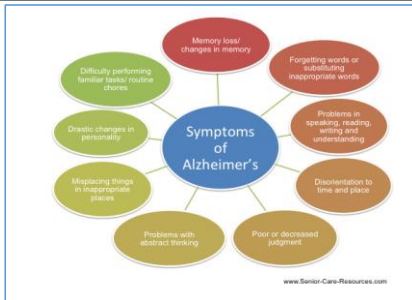 Memory loss/
changes in memory
Forgetting words or
substituting
inappropriate words
Problems in
speaking, reading,
writing and
understanding
Disorientation to
time and place
Poor or decreased
judgment
Problems with
abstract thinking
Misplacing things
in inappropriate
places
Drastic changes in
personality
Difficulty performing
familiar tasks/ routine
chores
Symptoms
of
Alzheimer's
www.Senior-Care-Resources.com